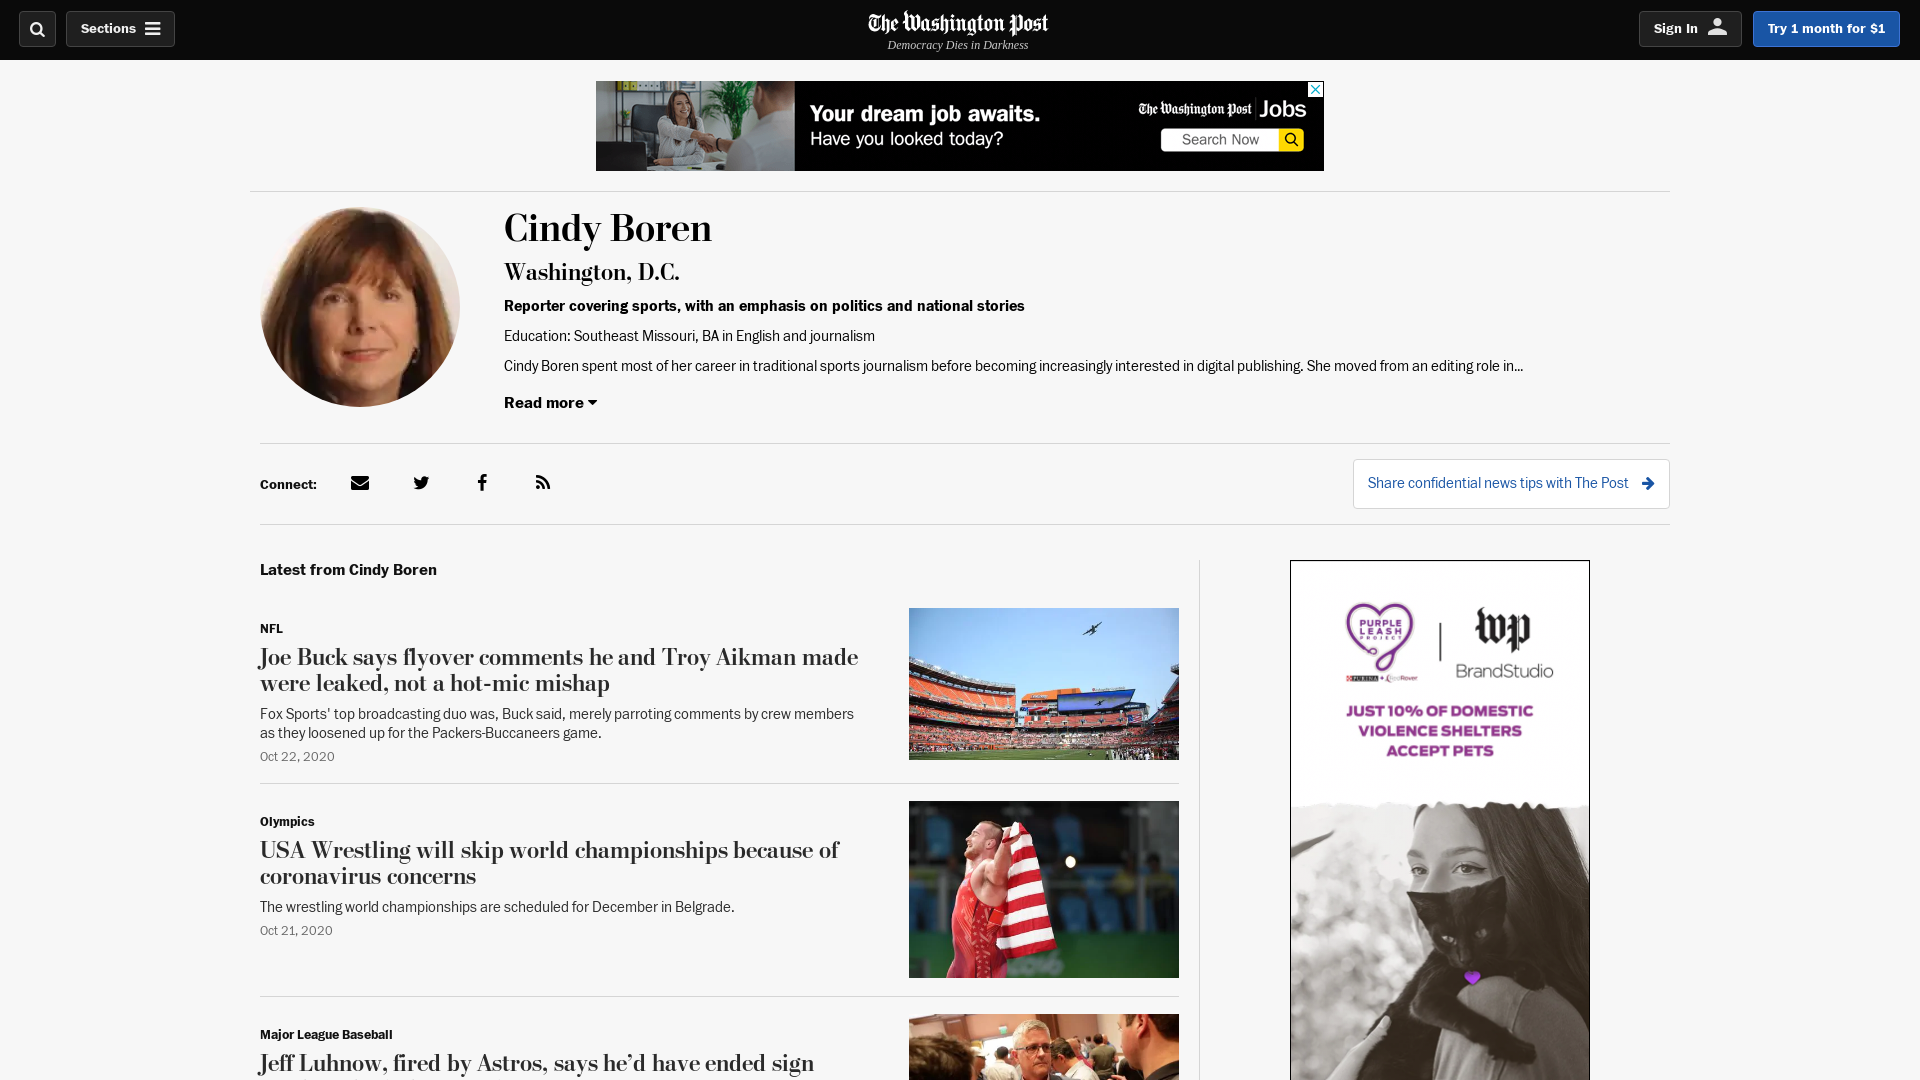 Sections
The Washington Post
Democracy Dies in Darkness
Sign In
Try 1 month for $1
Your dream job awaits.
Have you looked today?
The Washington Post Jobs
Search Now
Cindy Boren
Washington, D.C.
Reporter covering sports, with an emphasis on politics and national stories
Education: Southeast Missouri, BA in English and journalism
Cindy Boren spent most of her career in traditional sports journalism before becoming increasingly interested in digital publishing. She moved from an editing role in...
Read more
Connect:
Share confidential news tips with The Post
Latest from Cindy Boren
NFL
Joe Buck says flyover comments he and Troy Aikman made
were leaked, not a hot-mic mishap
Fox Sports' top broadcasting duo was, Buck said, merely parroting comments by crew members
as they loosened up for the Packers-Buccaneers game.
Oct 22, 2020
Olympics
USA Wrestling will skip world championships because of
coronavirus concerns
The wrestling world championships are scheduled for December in Belgrade.
Oct 21, 2020
Major League Baseball
Jeff Luhnow, fired by Astros, says he’d have ended sign
PURPLE
LEASH
PROJECT
PURINA + RedRover
wp
BrandStudio
JUST 10% OF DOMESTIC
VIOLENCE SHELTERS
ACCEPT PETS